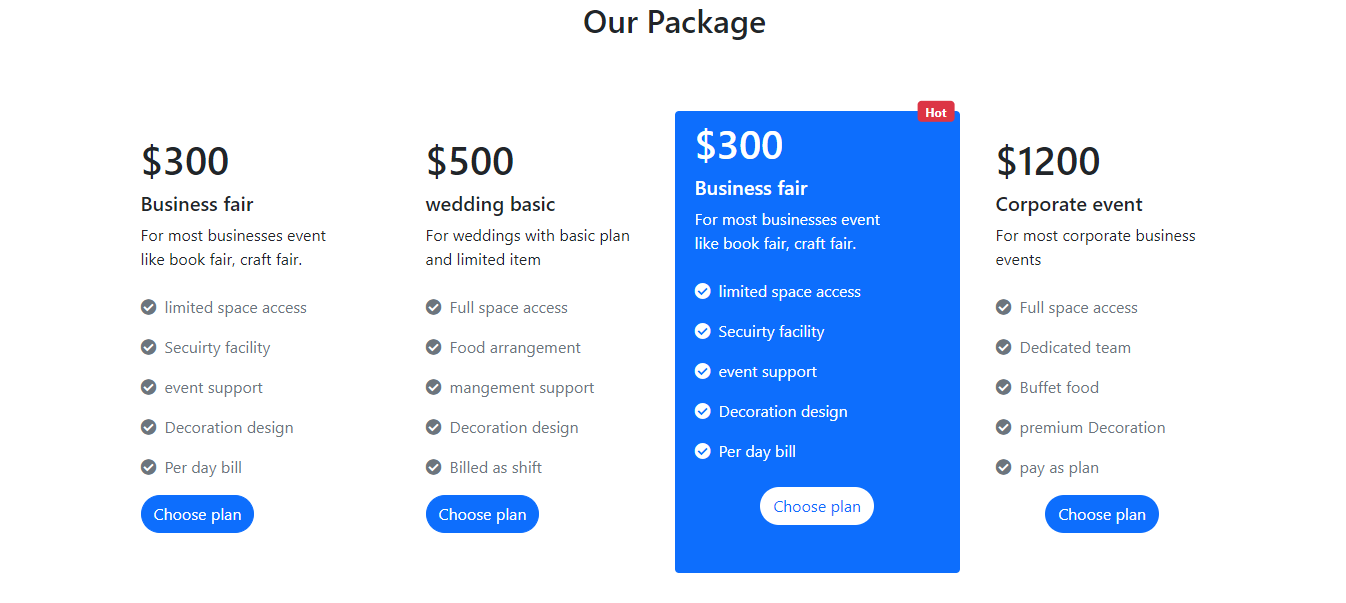 Our Package
$300
Business fair
For most businesses event
like book fair, craft fair.
limited space access
Secuirty facility
event support
Decoration design
Per day bill
Choose plan
$500
wedding basic
For weddings with basic plan
and limited item
Full space access
Food arrangement
mangement support
Decoration design
Billed as shift
Choose plan
Hot
$300
Business fair
For most businesses event
like book fair, craft fair.
limited space access
Secuirty facility
event support
Decoration design
Per day bill
Choose plan
$1200
Corporate event
For most corporate business
events
Full space access
Dedicated team
Buffet food
premium Decoration
pay as plan
Choose plan